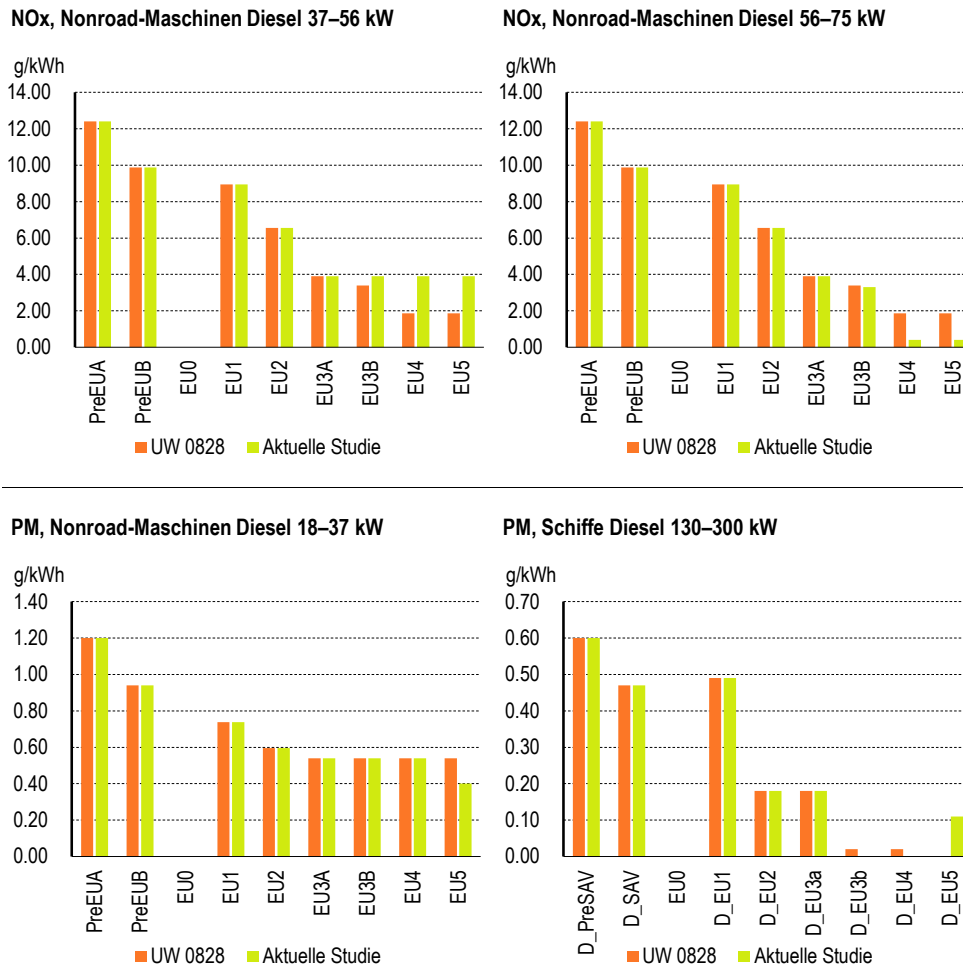 NOx, Nonroad-Maschinen Diesel 37–56 kW
g/kWh
14.00
12.00
10.00
8.00
6.00
4.00
2.00
0.00
PreEUA
PreEUB
EU0
EU1
EU2
EU3A
EU3B
EU4
EU5
UW 0828 Aktuelle Studie
NOx, Nonroad-Maschinen Diesel 56–75 kW
g/kWh
14.00
12.00
10.00
8.00
6.00
4.00
2.00
0.00
PreEUA
PreEUB
EU0
EU1
EU2
EU3A
EU3B
EU4
EU5
UW 0828 Aktuelle Studie
PM, Nonroad-Maschinen Diesel 18–37 kW
g/kWh
1.40
1.20
1.00
0.80
0.60
0.40
0.20
0.00
PreEUA
PreEUB
EU0
EU1
EU2
EU3A
EU3B
EU4
EU5
UW 0828 Aktuelle Studie
PM, Schiffe Diesel 130–300 kW
g/kWh
0.70
0.60
0.50
0.40
0.30
0.20
0.10
0.00
D_PreSAV
D_SAV
EU0
D_EU1
D_EU2
D_EU3a
D_EU3b
D_EU4
D_EU5
UW 0828 Aktuelle Studie